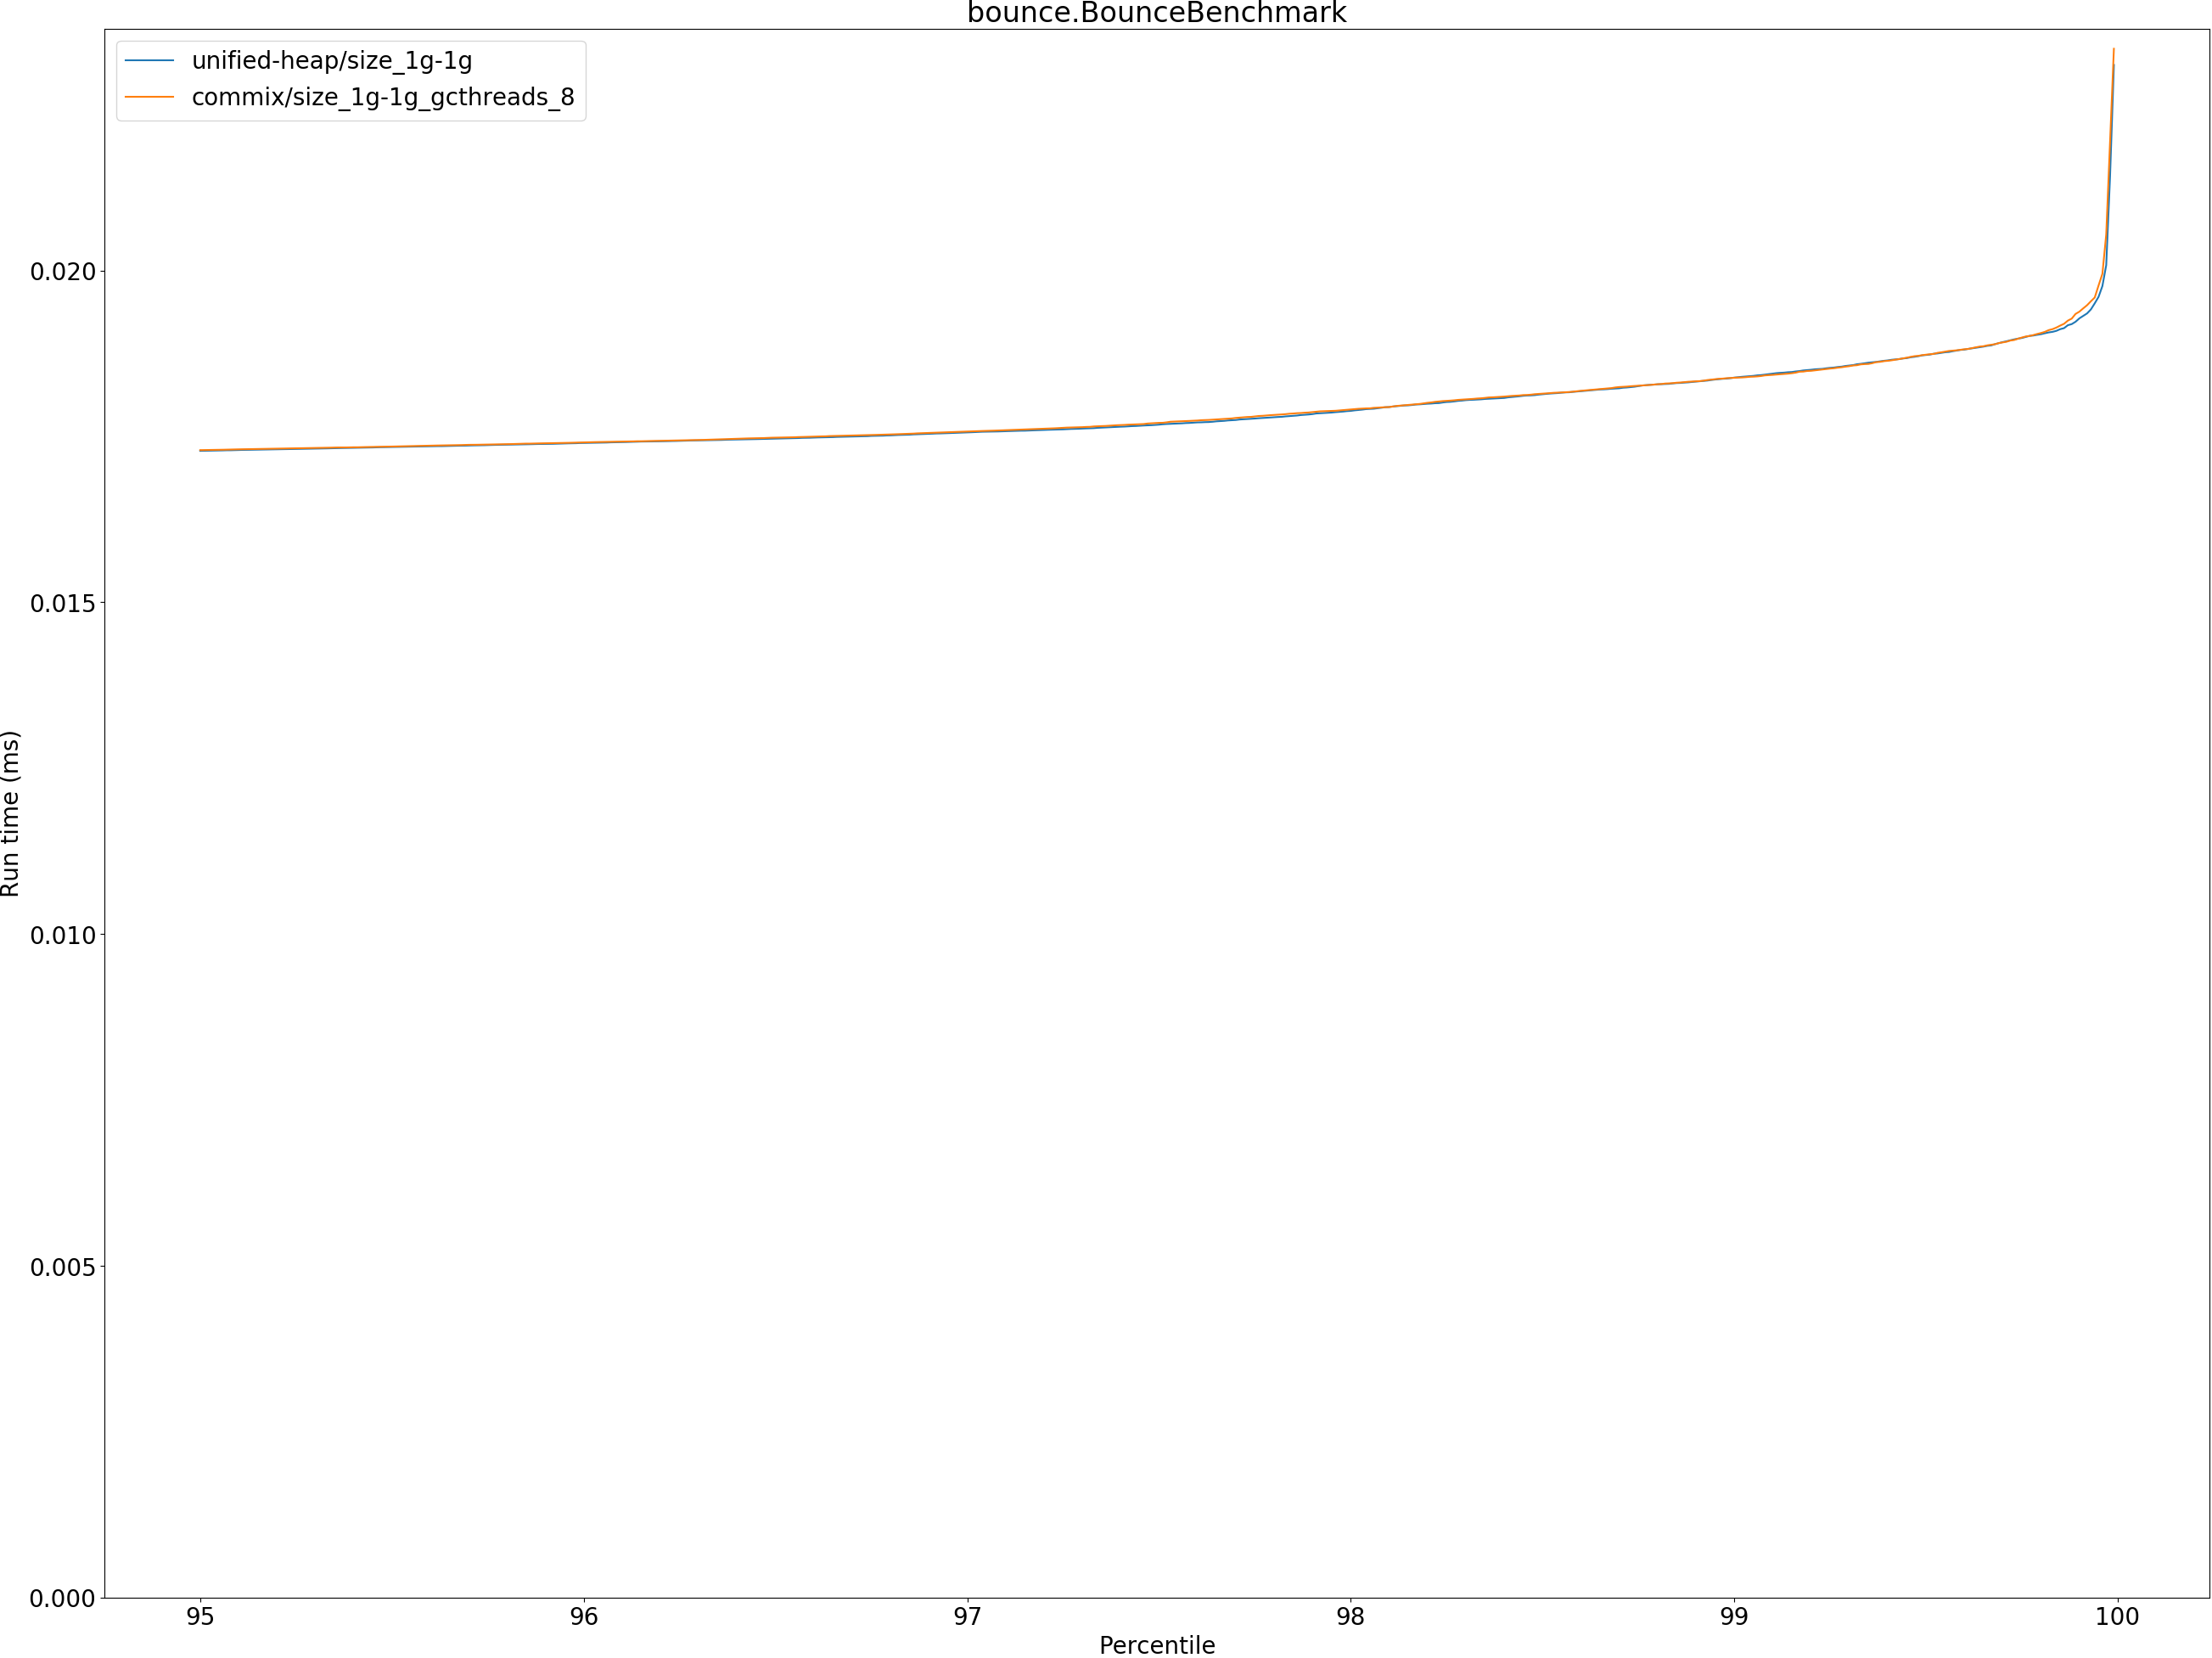 bounce.BounceBenchmark
unified-heap/size_1g-1g
commix/size_1g-1g_gcthreads_8
0.020
0.015
0.010
0.005
0.000
Run time (ms)
95 96 97 98 99 100
Percentile